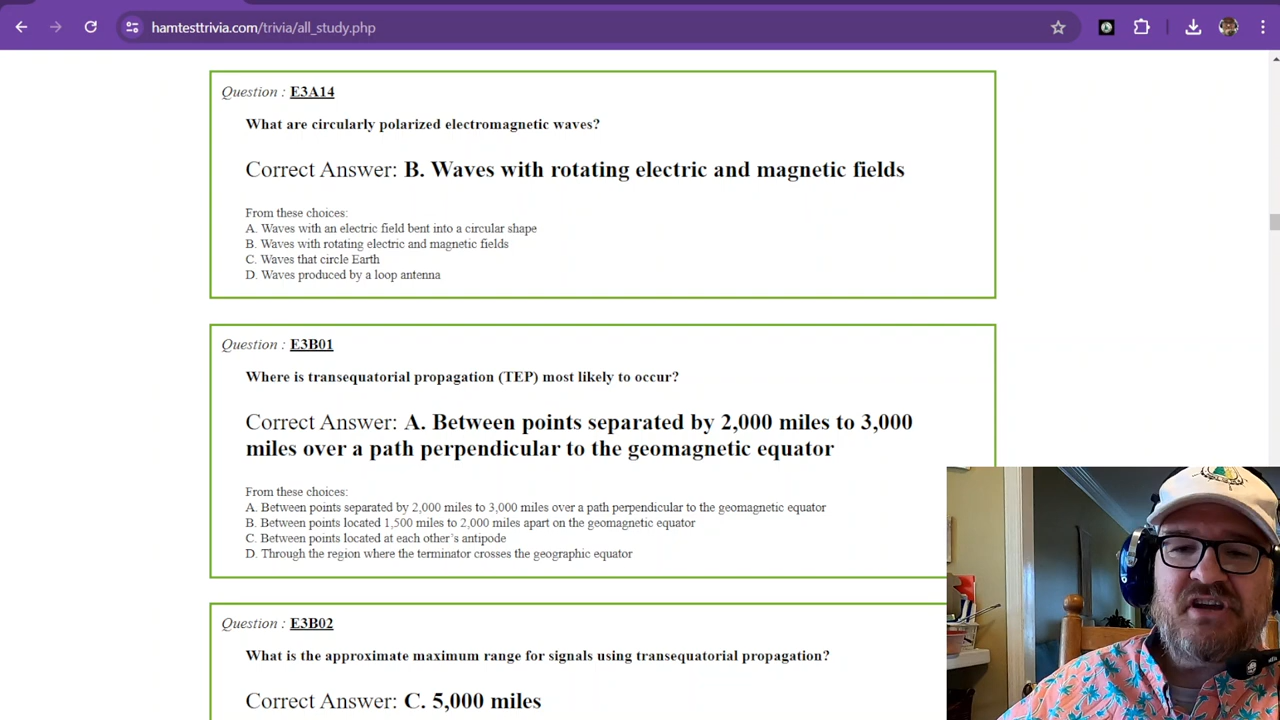 hamtesttrivia.com/trivia/all_study.php
Question : E3A14
What are circularly polarized electromagnetic waves?
Correct Answer: B. Waves with rotating electric and magnetic fields
From these choices:
A. Waves with an electric field bent into a circular shape
B. Waves with rotating electric and magnetic fields
C. Waves that circle Earth
D. Waves produced by a loop antenna
Question : E3B01
Where is transequatorial propagation (TEP) most likely to occur?
Correct Answer: A. Between points separated by 2,000 miles to 3,000
miles over a path perpendicular to the geomagnetic equator
From these choices:
A. Between points separated by 2,000 miles to 3,000 miles over a path perpendicular to the geomagnetic equator
B. Between points located 1,500 miles to 2,000 miles apart on the geomagnetic equator
C. Between points located at each other’s antipode
D. Through the region where the terminator crosses the geographic equator
Question : E3B02
What is the approximate maximum range for signals using transequatorial propagation?
Correct Answer: C. 5,000 miles